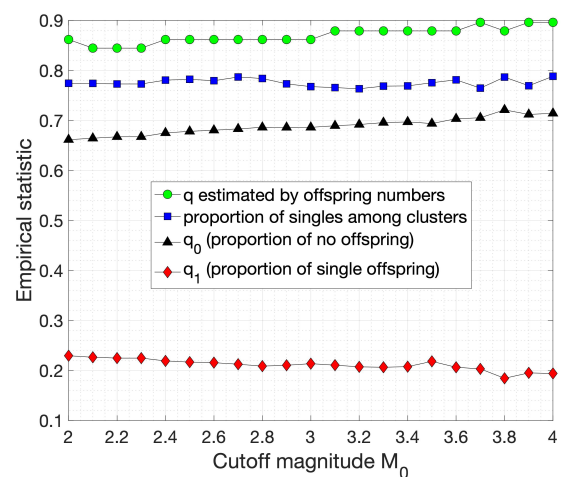 0.9
0.8
0.7
0.6
0.5
0.4
0.3
0.2
0.1
Empirical statistic
q estimated by offspring numbers
proportion of singles among clusters
q0 (proportion of no offspring)
q1 (proportion of single offspring)
2 2.2 2.4 2.6 2.8 3 3.2 3.4 3.6 3.8 4
Cutoff magnitude M0